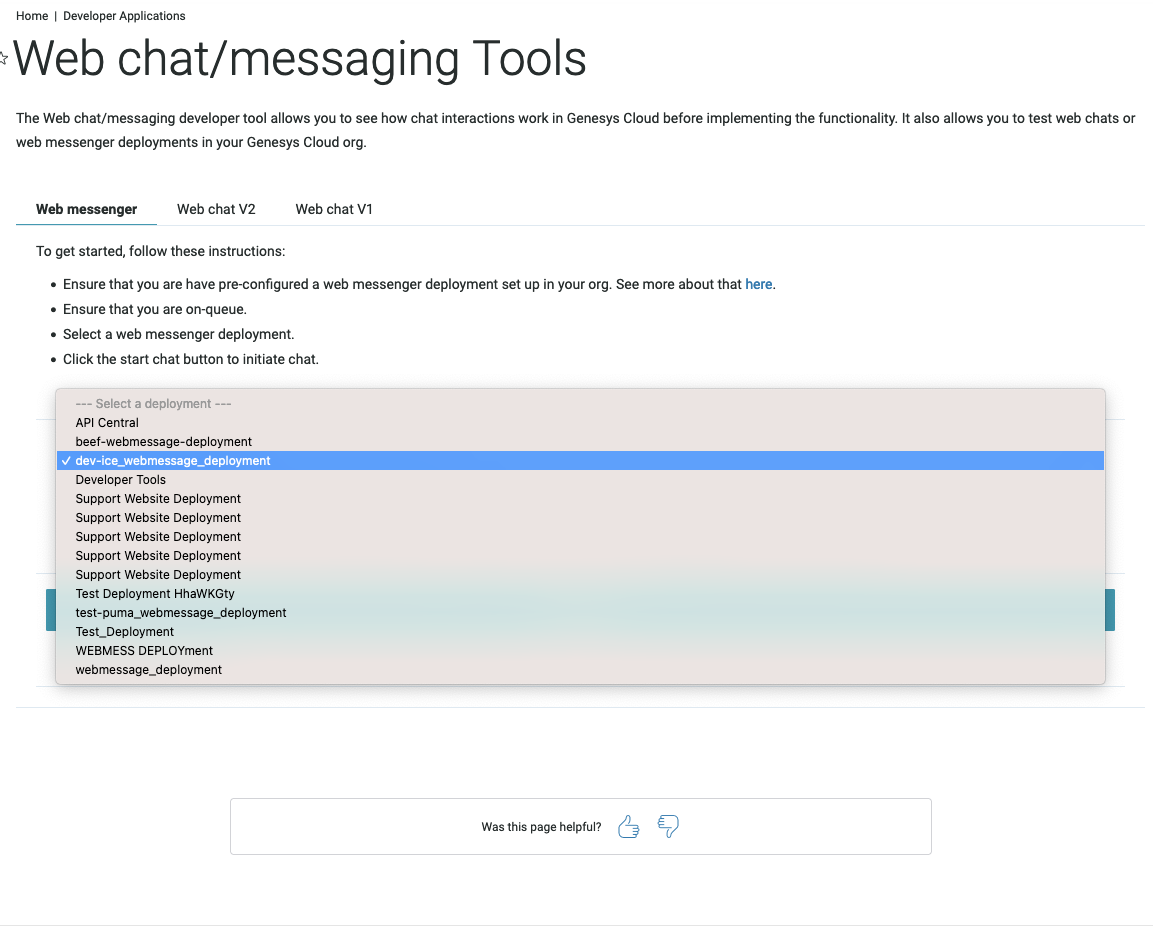 Home | Developer Applications
Web chat/messaging Tools
The Web chat/messaging developer tool allows you to see how chat interactions work in Genesys Cloud before implementing the functionality. It also allows you to test web chats or
web messenger deployments in your Genesys Cloud org.
Web messenger Web chat V2 Web chat V1
To get started, follow these instructions:
• Ensure that you are have pre-configured a web messenger deployment set up in your org. See more about that here.
• Ensure that you are on-queue.
• Select a web messenger deployment.
• Click the start chat button to initiate chat.
--- Select a deployment ---
API Central
beef-webmessage-deployment
✓ dev-ice_webmessage_deployment
Developer Tools
Support Website Deployment
Support Website Deployment
Support Website Deployment
Support Website Deployment
Support Website Deployment
Test Deployment HhaWKGty
test-puma_webmessage_deployment
Test_Deployment
WEBMESS DEPLOYment
webmessage_deployment
Was this page helpful?